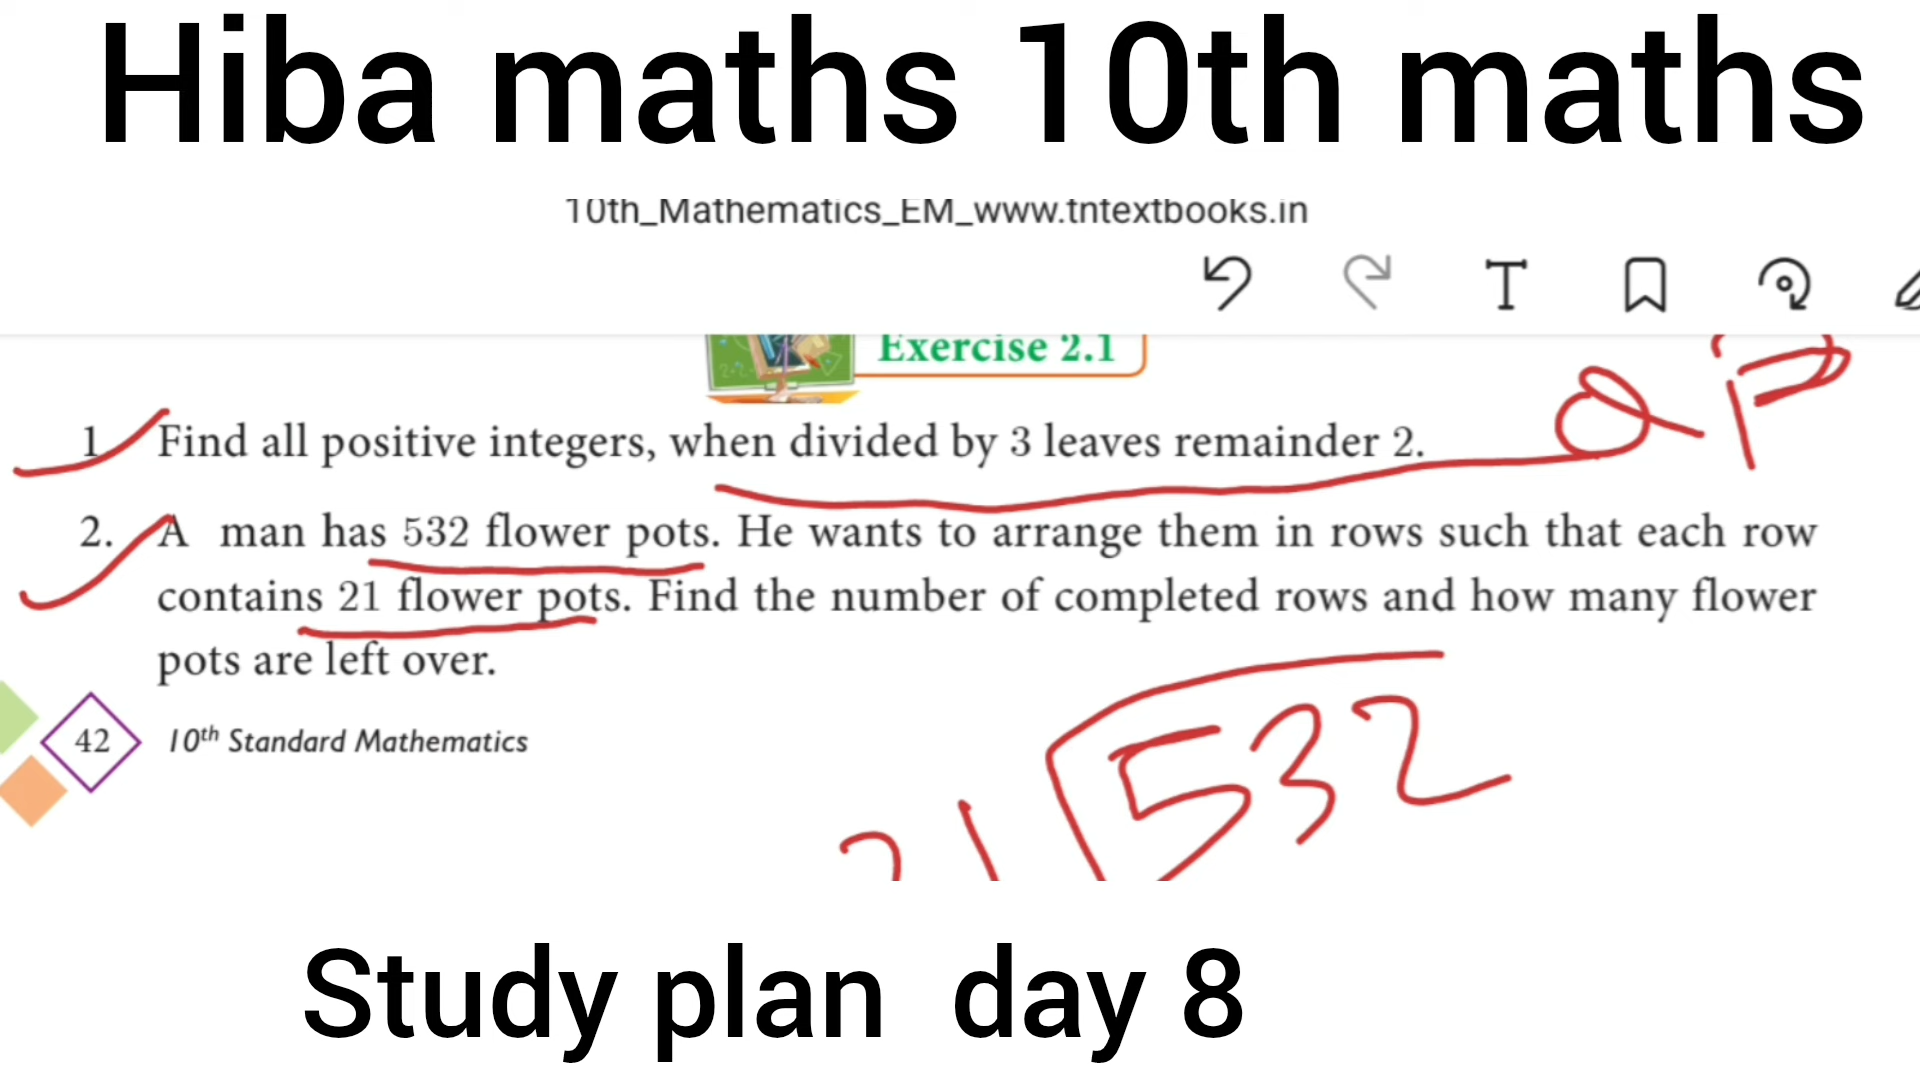 Hiba maths 10th maths
10th_Mathematics_EM_www.tntextbooks.in
T
Exercise 2.1
1. Find all positive integers, when divided by 3 leaves remainder 2.
2. A man has 532 flower pots. He wants to arrange them in rows such that each row
contains 21 flower pots. Find the number of completed rows and how many flower
pots are left over.
42 10th Standard Mathematics
21 532
Study plan day 8